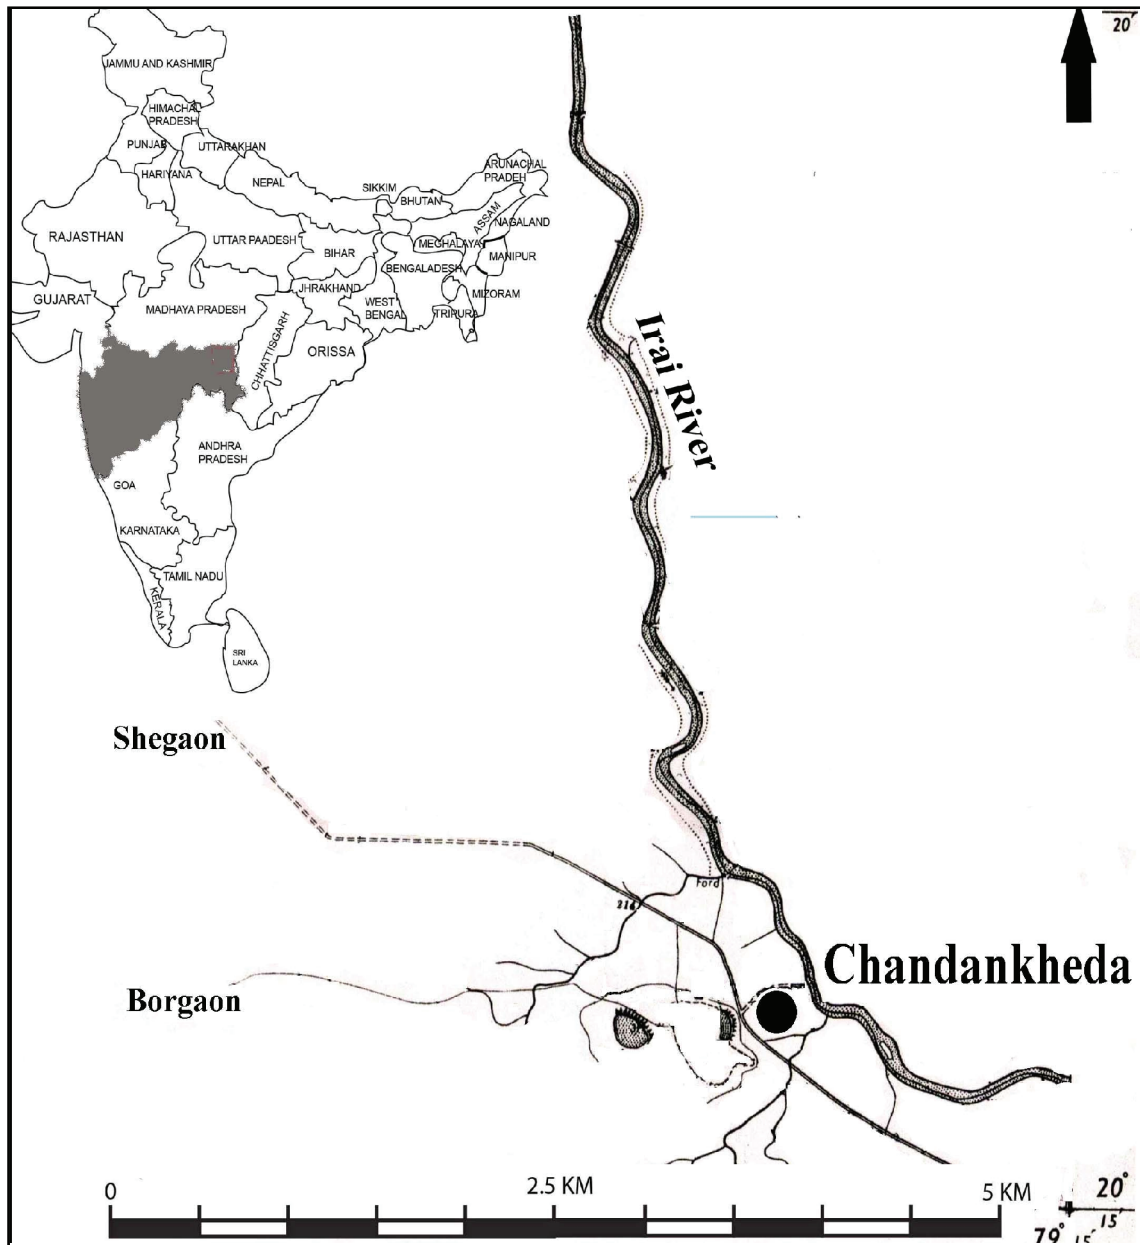 20'
JAMMU AND KASHMIR
HIMACHAL
PRADESH
PUNJAB
UTTARAKHAN
HARIYANA
NEPAL
SIKKIM
BHUTAN
ARUNACHAL
PRADEH
ASSAM
NAGALAND
RAJASTHAN
UTTAR PAADESH
BIHAR
MEGHALAYA
MANIPUR
BENGALADESH
GUJARAT
MADHAYA PRADESH
JHRAKHAND
WEST
BENGAL
MIZORAM
TRIPURA
CHHATTISGARH
ORISSA
Irai River
ANDHRA
PRADESH
GOA
KARNATAKA
TAMIL NADU
KERALA
SRI
LANKA
Shegaon
Ford
Chandankheda
Borgaon
0
2.5 KM
5 KM
20°
15'
79°
15'